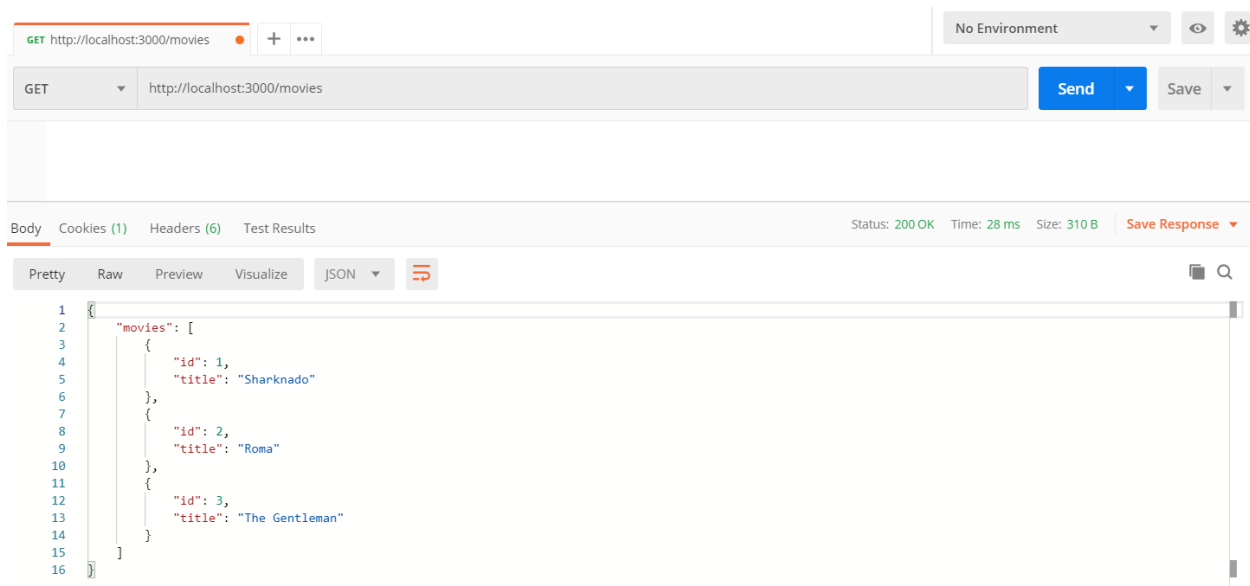 GET http://localhost:3000/movies
No Environment
GET http://localhost:3000/movies
Send
Save
Body Cookies (1) Headers (6) Test Results
Status: 200 OK Time: 28 ms Size: 310 B Save Response
Pretty Raw Preview Visualize JSON
1 {
2 "movies": [
3 {
4 "id": 1,
5 "title": "Sharknado"
6 },
7 {
8 "id": 2,
9 "title": "Roma"
10 },
11 {
12 "id": 3,
13 "title": "The Gentleman"
14 }
15 ]
16 }